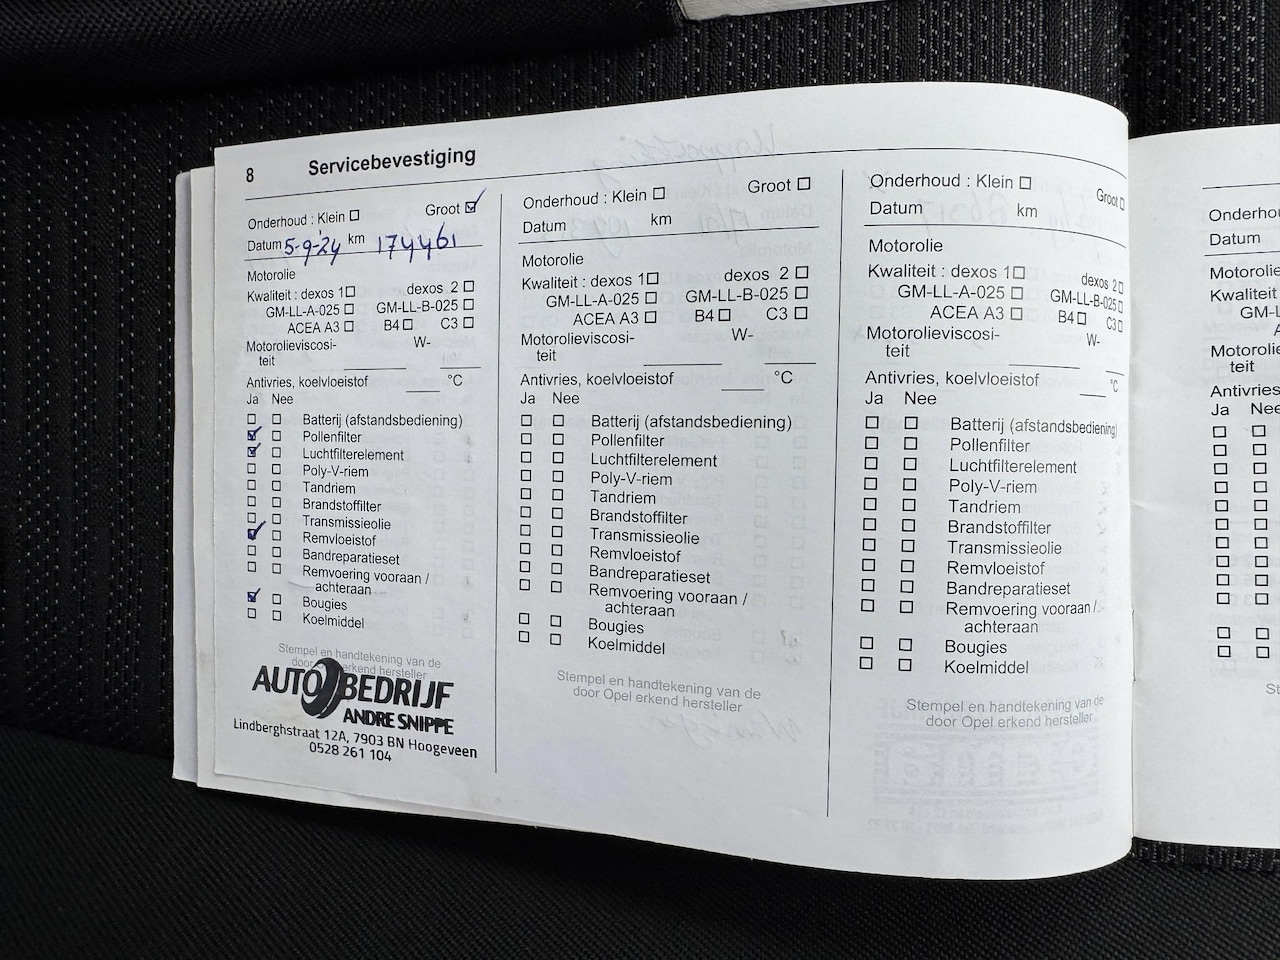 8 Servicebevestiging
Onderhoud : Klein Groot
Datum 5-9-'24 km 174461
Motorolie
Kwaliteit : dexos 1 dexos 2
GM-LL-A-025 GM-LL-B-025
ACEA A3 B4 C3
Motorolieviscosi- W-
teit
Antivries, koelvloeistof °C
Ja Nee
Batterij (afstandsbediening)
Pollenfilter
Luchtfilterelement
Poly-V-riem
Tandriem
Brandstoffilter
Transmissieolie
Remvloeistof
Bandreparatieset
Remvoering vooraan /
achteraan
Bougies
Koelmiddel
Stempel en handtekening van de
door Opel erkend hersteller
AUTOBEDRIJF
ANDRE SNIPPE
Lindberghstraat 12A, 7903 BN Hoogeveen
0528 261 104
Onderhoud : Klein Groot
Datum km
Motorolie
Kwaliteit : dexos 1 dexos 2
GM-LL-A-025 GM-LL-B-025
ACEA A3 B4 C3
Motorolieviscosi- W-
teit
Antivries, koelvloeistof °C
Ja Nee
Batterij (afstandsbediening)
Pollenfilter
Luchtfilterelement
Poly-V-riem
Tandriem
Brandstoffilter
Transmissieolie
Remvloeistof
Bandreparatieset
Remvoering vooraan /
achteraan
Bougies
Koelmiddel
Stempel en handtekening van de
door Opel erkend hersteller
Onderhoud : Klein Groot
Datum km
Motorolie
Kwaliteit : dexos 1 dexos 2
GM-LL-A-025 GM-LL-B-025
ACEA A3 B4 C3
Motorolieviscosi- W-
teit
Antivries, koelvloeistof °C
Ja Nee
Batterij (afstandsbediening)
Pollenfilter
Luchtfilterelement
Poly-V-riem
Tandriem
Brandstoffilter
Transmissieolie
Remvloeistof
Bandreparatieset
Remvoering vooraan /
achteraan
Bougies
Koelmiddel
Stempel en handtekening van de
door Opel erkend hersteller
Onderho
Datum
Motorolie
Kwaliteit
GM-L
Motorolie
teit
Antivries
Ja Nee